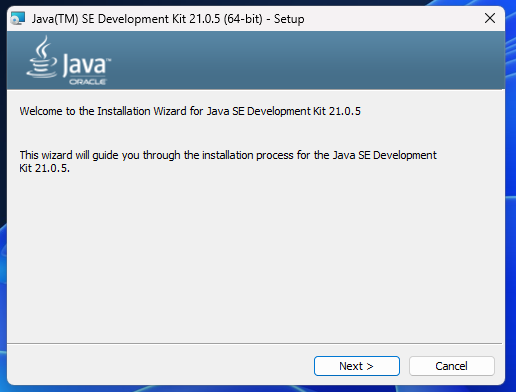 Java(TM) SE Development Kit 21.0.5 (64-bit) - Setup
Java™
ORACLE
Welcome to the Installation Wizard for Java SE Development Kit 21.0.5
This wizard will guide you through the installation process for the Java SE Development
Kit 21.0.5.
Next >
Cancel